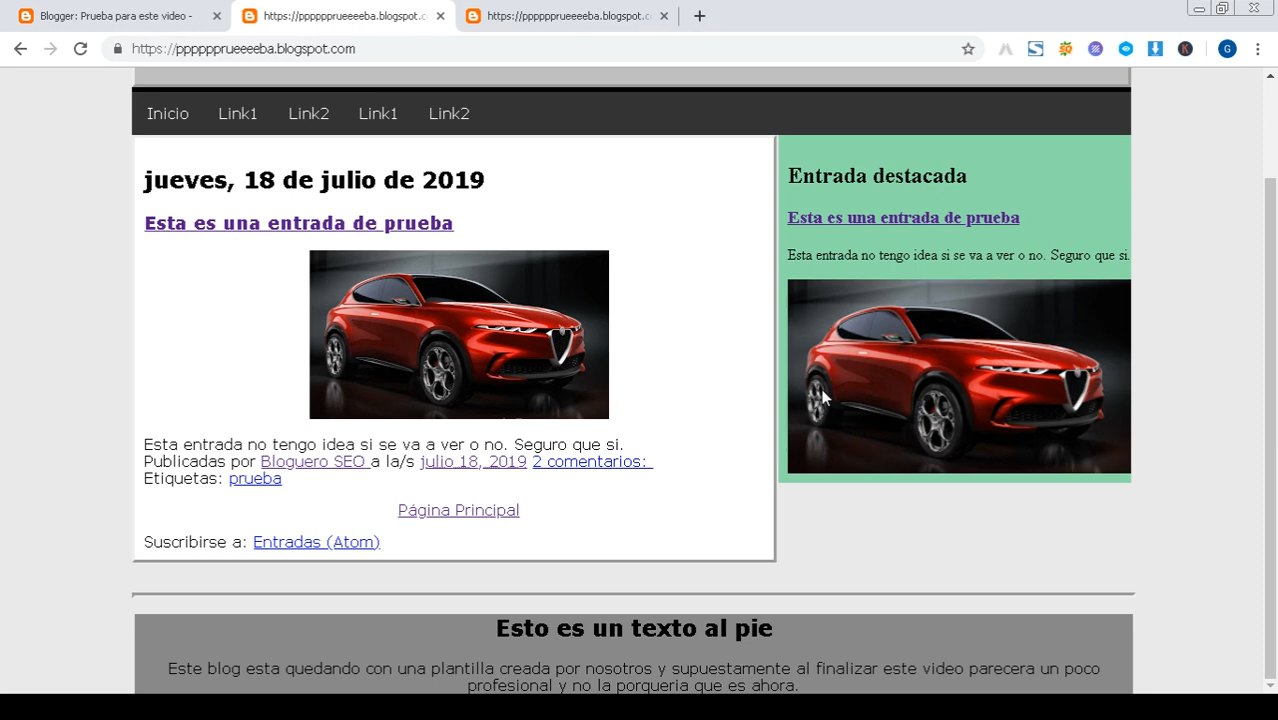 Blogger: Prueba para este video -
https://ppppppprueeeeba.blogspot.c
https://ppppppprueeeeba.blogspot.c
https://ppppppprueeeeba.blogspot.com
G
Inicio Link1 Link2 Link1 Link2
jueves, 18 de julio de 2019
Esta es una entrada de prueba
Esta entrada no tengo idea si se va a ver o no. Seguro que si.
Publicadas por Bloguero SEO a la/s julio 18, 2019 2 comentarios:
Etiquetas: prueba
Página Principal
Suscribirse a: Entradas (Atom)
Entrada destacada
Esta es una entrada de prueba
Esta entrada no tengo idea si se va a ver o no. Seguro que si.
Esto es un texto al pie
Este blog esta quedando con una plantilla creada por nosotros y supuestamente al finalizar este video parecera un poco
profesional y no la porqueria que es ahora.